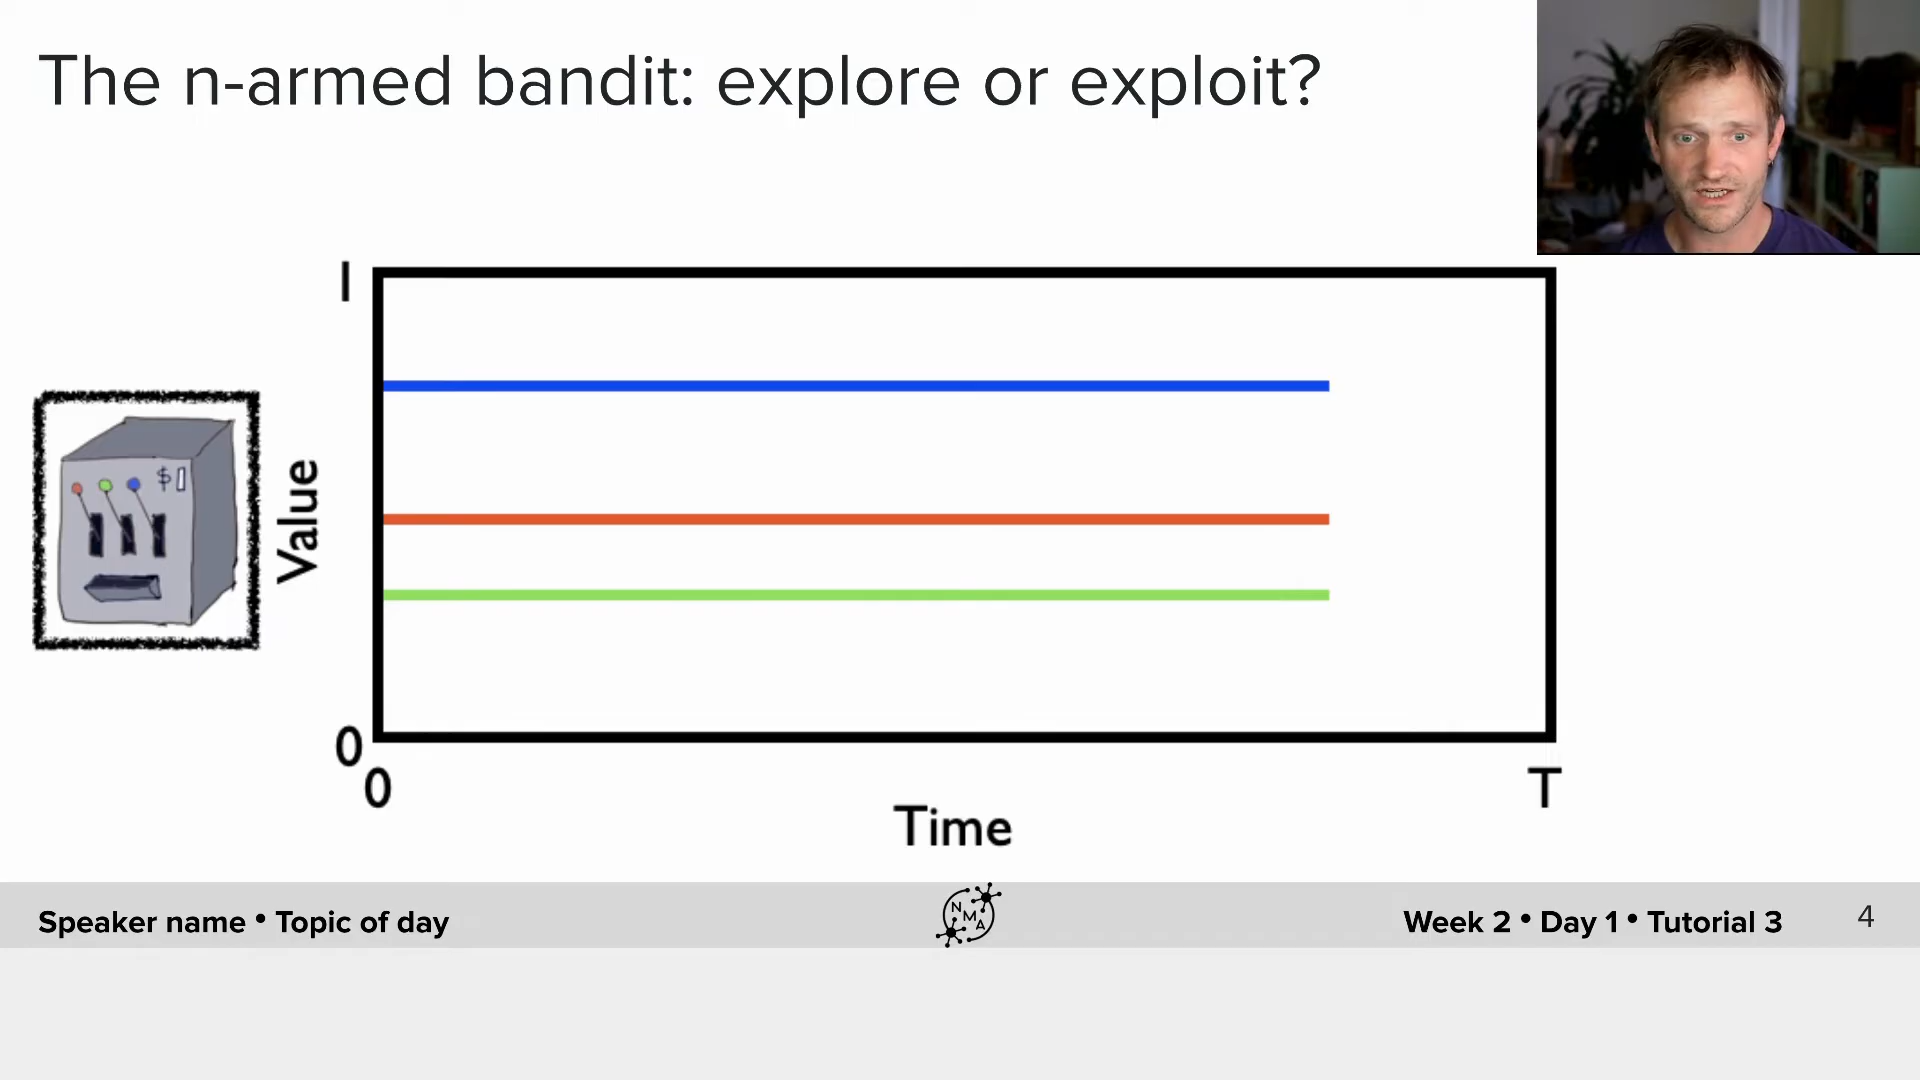 The n-armed bandit: explore or exploit?
1
$
Value
0
0
T
Time
Speaker name • Topic of day
NMA
Week 2 • Day 1 • Tutorial 3
4